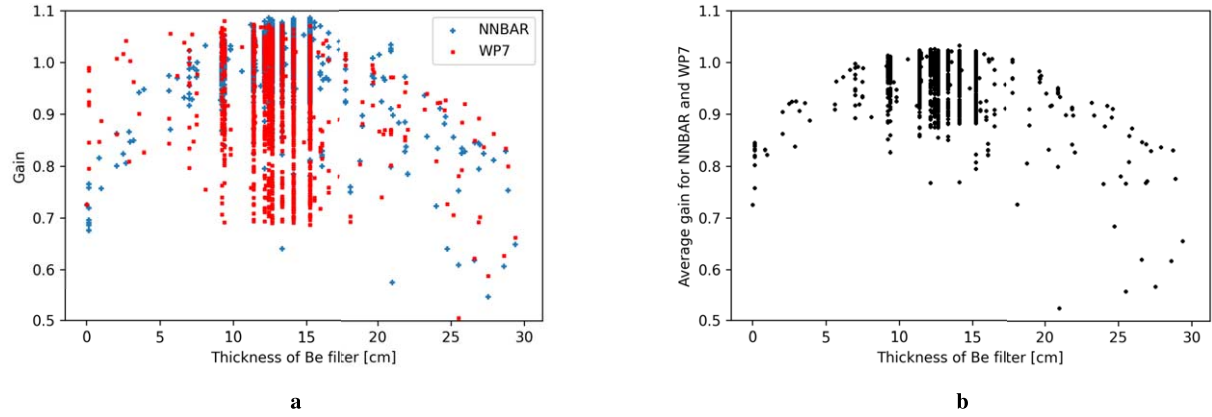 1.1
1.0
0.9
0.8
0.7
0.6
0.5
Gain
0 5 10 15 20 25 30
Thickness of Be filter [cm]
NNBAR
WP7
a
1.1
1.0
0.9
0.8
0.7
0.6
0.5
Average gain for NNBAR and WP7
0 5 10 15 20 25 30
Thickness of Be filter [cm]
b